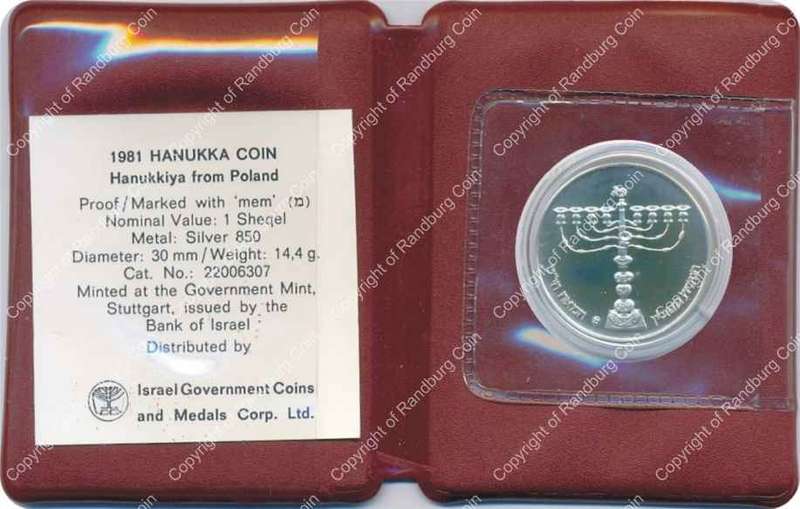 1981 HANUKKA COIN
Hanukkiya from Poland
Proof/Marked with 'mem' (מ)
Nominal Value: 1 Sheqel
Metal: Silver 850
Diameter: 30 mm/Weight: 14,4 g.
Cat. No.: 22006307
Minted at the Government Mint,
Stuttgart, issued by the
Bank of Israel
Distributed by
Israel Government Coins
and Medals Corp. Ltd.
Copyright of Randburg Coin